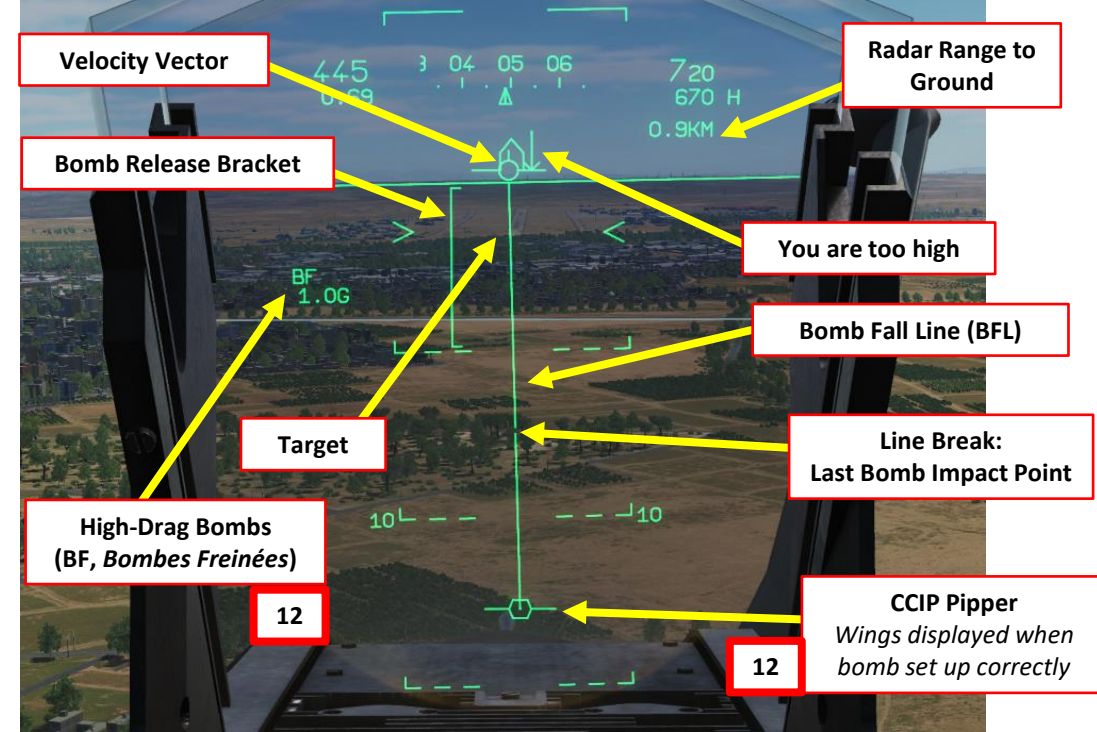 Velocity Vector
Radar Range to
Ground
445
0.69
3 04 05 06
720
670 H
0.9KM
Bomb Release Bracket
You are too high
BF
1.0G
Bomb Fall Line (BFL)
Target
Line Break:
Last Bomb Impact Point
High-Drag Bombs
(BF, Bombes Freinées)
10
10
12
CCIP Pipper
Wings displayed when
bomb set up correctly
12